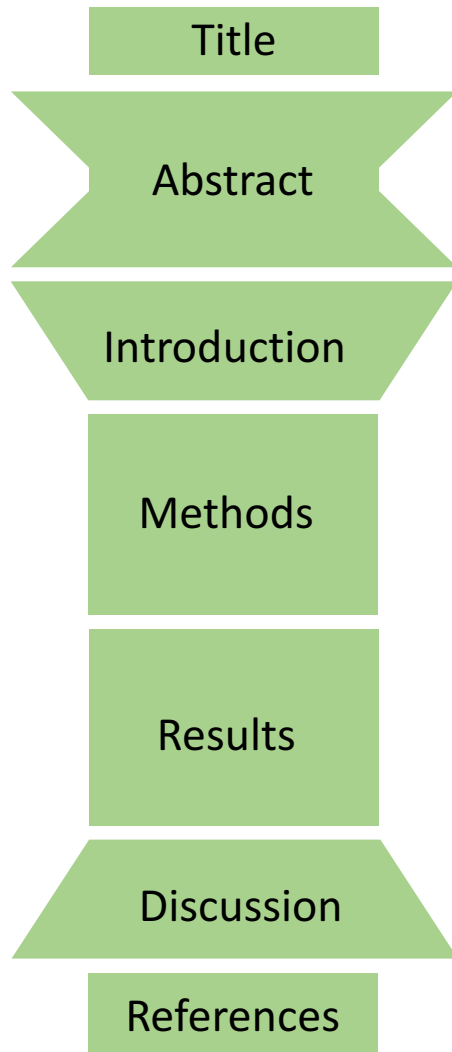 Title
Abstract
Introduction
Methods
Results
Discussion
References